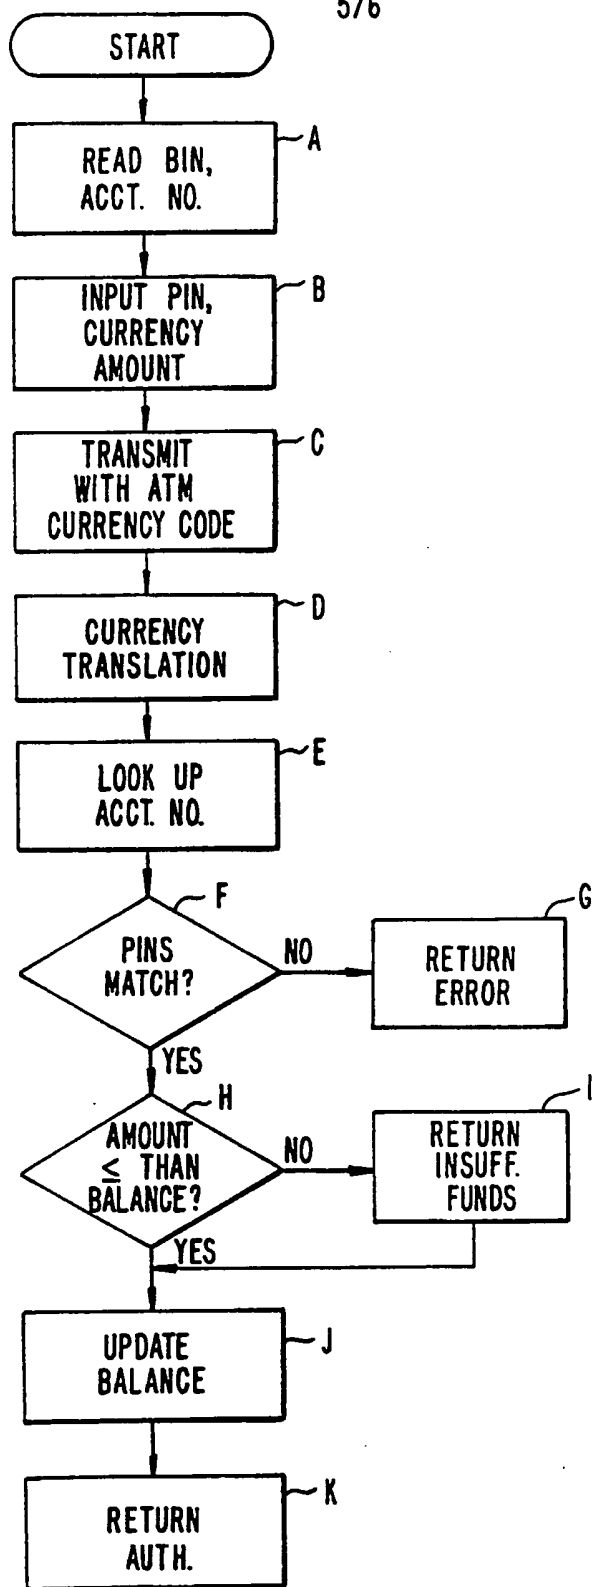 5/6
START
A
READ BIN,
ACCT. NO.
B
INPUT PIN,
CURRENCY
AMOUNT
C
TRANSMIT
WITH ATM
CURRENCY CODE
D
CURRENCY
TRANSLATION
E
LOOK UP
ACCT. NO.
F
PINS
MATCH?
NO
G
RETURN
ERROR
YES
H
AMOUNT
≤ THAN
BALANCE?
NO
I
RETURN
INSUFF.
FUNDS
YES
J
UPDATE
BALANCE
K
RETURN
AUTH.